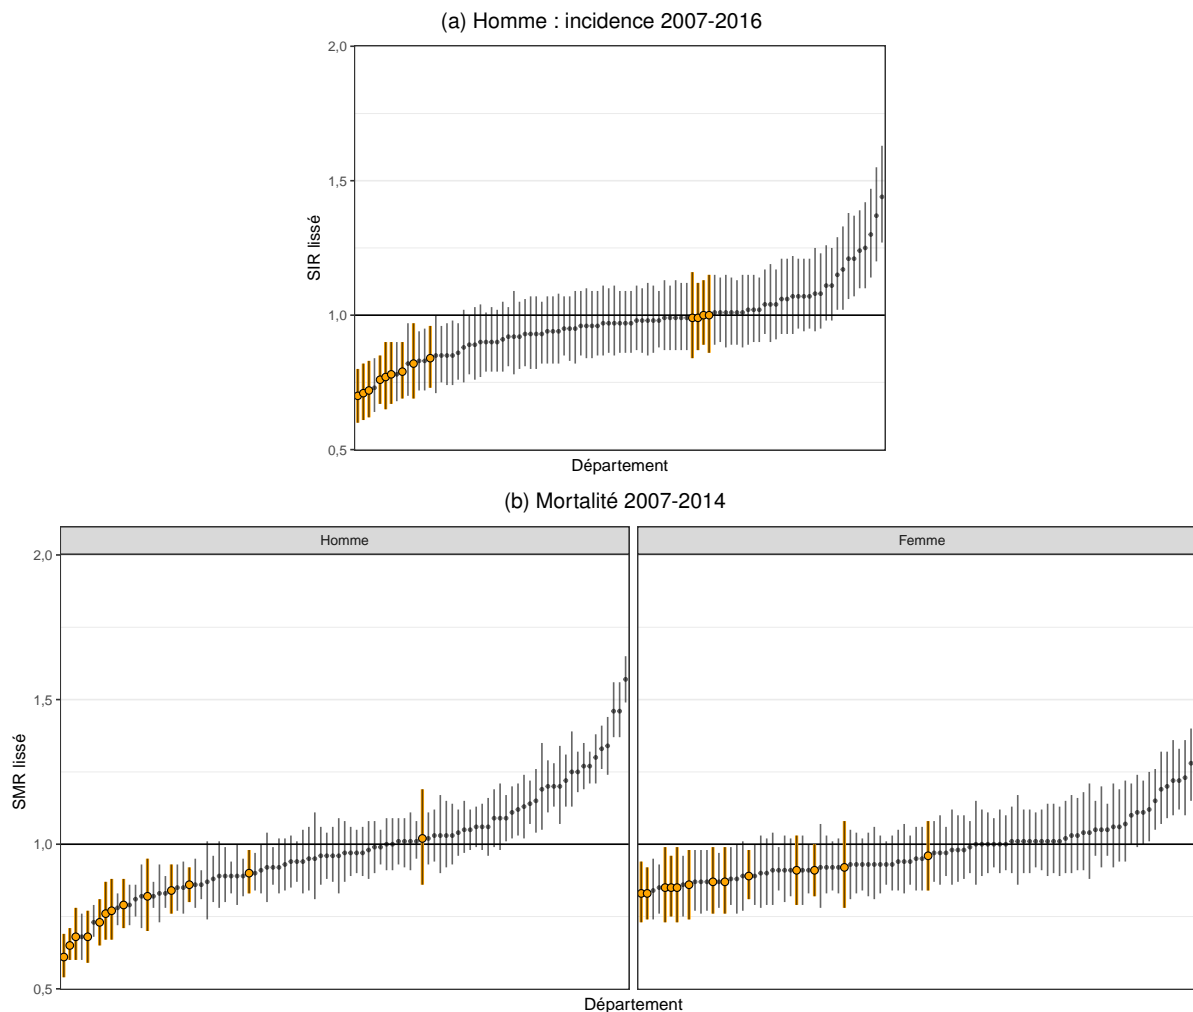 (a) Homme : incidence 2007-2016
2,0
1,5
1,0
0,5
SIR lissé
Département
(b) Mortalité 2007-2014
Homme
Femme
2,0
1,5
1,0
0,5
SMR lissé
Département